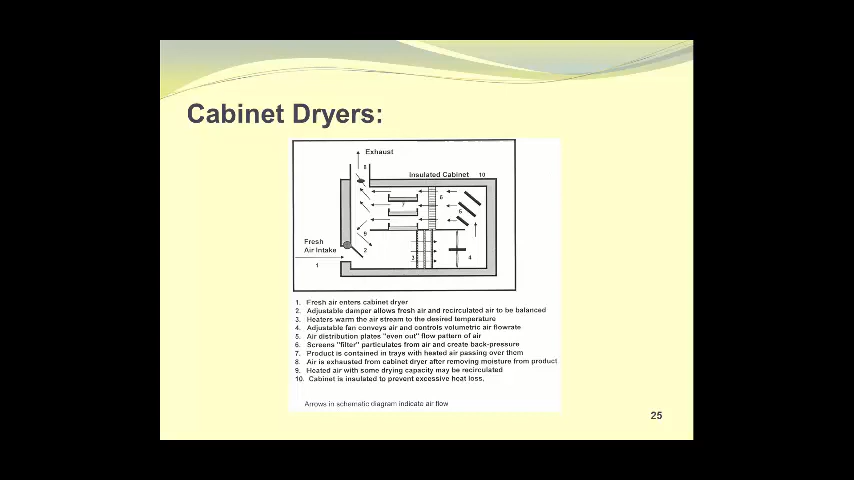 Cabinet Dryers:
Exhaust
8
Insulated Cabinet 10
6
7
5
9
Fresh
Air Intake
2
1
3
4
1. Fresh air enters cabinet dryer
2. Adjustable damper allows fresh air and recirculated air to be balanced
3. Heaters warm the air stream to the desired temperature
4. Adjustable fan conveys air and controls volumetric air flowrate
5. Air distribution plates "even out" flow pattern of air
6. Screens "filter" particulates from air and create back-pressure
7. Product is contained in trays with heated air passing over them
8. Air is exhausted from cabinet dryer after removing moisture from product
9. Heated air with some drying capacity may be recirculated
10. Cabinet is insulated to prevent excessive heat loss.
Arrows in schematic diagram indicate air flow
25